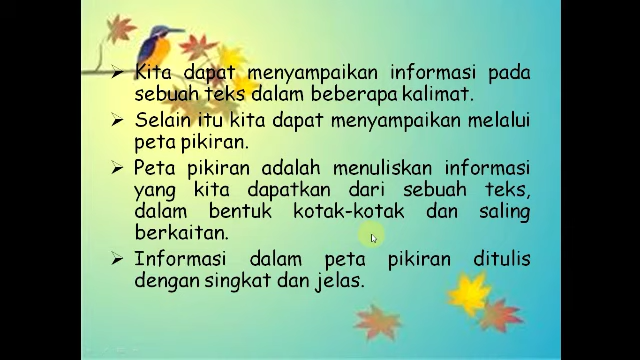 Kita dapat menyampaikan informasi pada
sebuah teks dalam beberapa kalimat.
Selain itu kita dapat menyampaikan melalui
peta pikiran.
Peta pikiran adalah menuliskan informasi
yang kita dapatkan dari sebuah teks,
dalam bentuk kotak-kotak dan saling
berkaitan.
Informasi dalam peta pikiran ditulis
dengan singkat dan jelas.